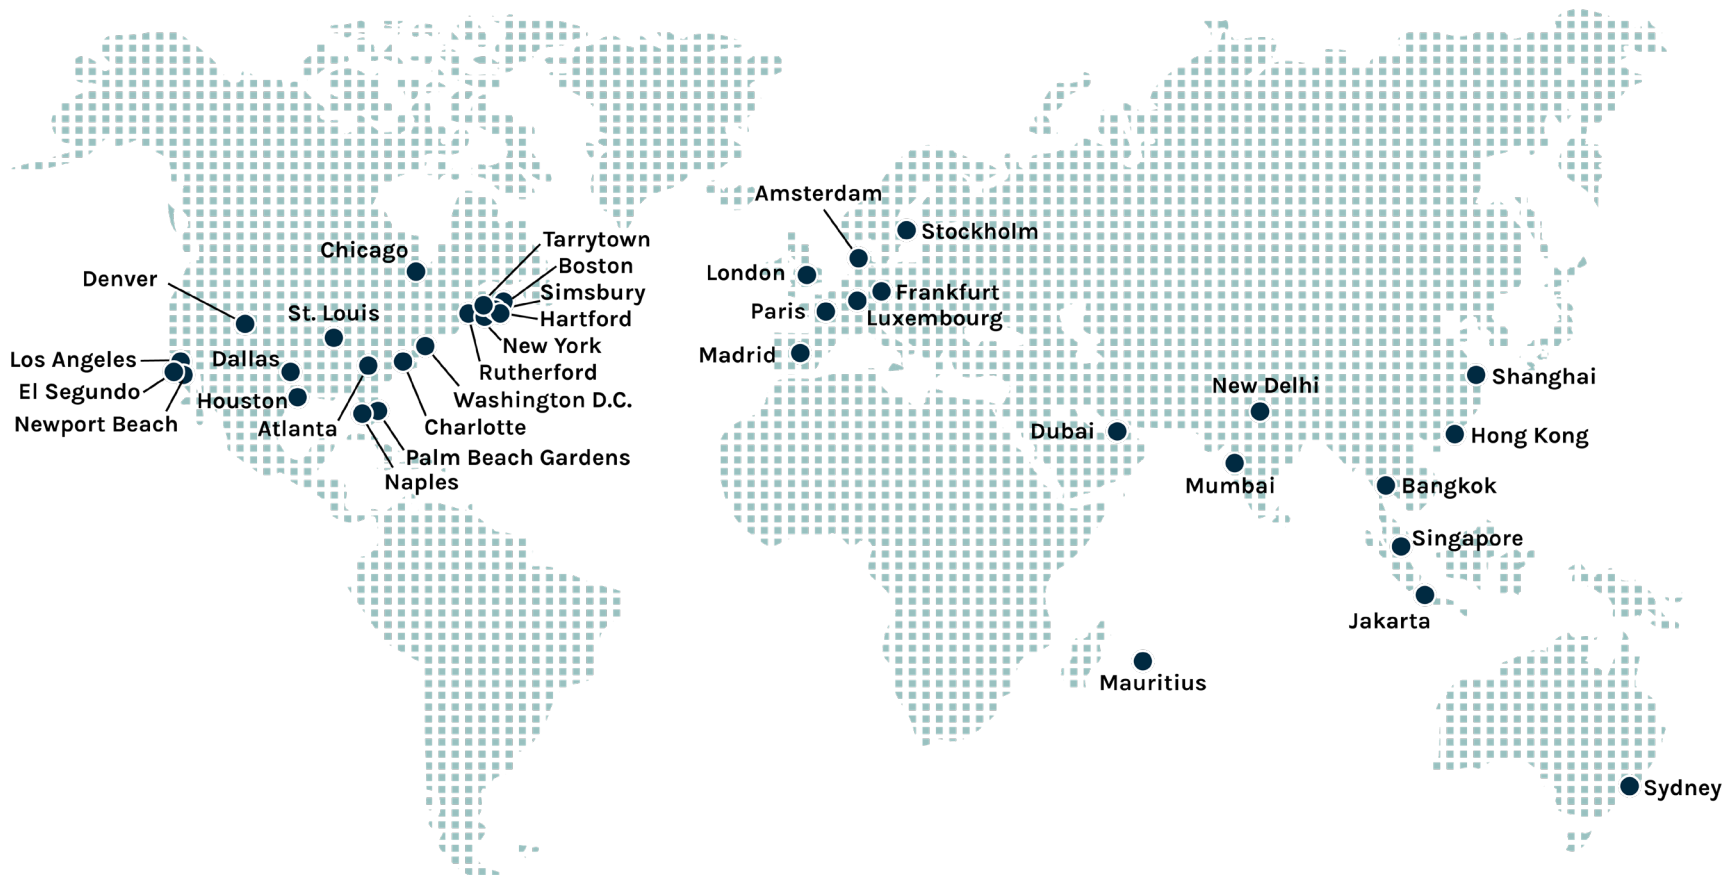 Amsterdam
Stockholm
Tarrytown
Chicago
Boston
London
Denver
Simsbury
Frankfurt
St. Louis
Paris
Hartford
Luxembourg
New York
Los Angeles
Dallas
Madrid
Rutherford
Shanghai
New Delhi
El Segundo
Houston
Washington D.C.
Newport Beach
Atlanta
Charlotte
Dubai
Hong Kong
Palm Beach Gardens
Naples
Mumbai
Bangkok
Singapore
Jakarta
Mauritius
Sydney